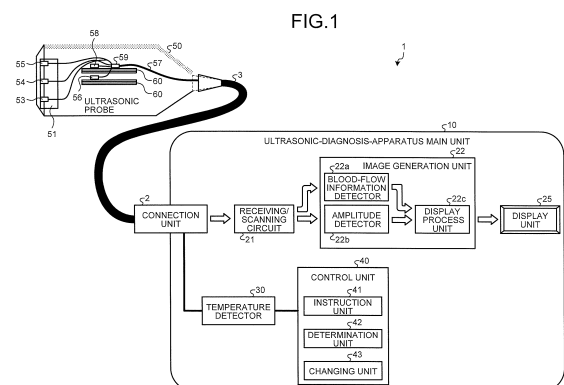 FIG.1
50
58
59
57
1
55
54
53
56
60
60
3
ULTRASONIC
PROBE
51
10
ULTRASONIC-DIAGNOSIS-APPARATUS MAIN UNIT
22
IMAGE GENERATION UNIT
22a
BLOOD-FLOW
INFORMATION
DETECTOR
2
CONNECTION
UNIT
RECEIVING/
SCANNING
CIRCUIT
21
AMPLITUDE
DETECTOR
22b
22c
DISPLAY
PROCESS
UNIT
25
DISPLAY
UNIT
40
CONTROL UNIT
30
TEMPERATURE
DETECTOR
41
INSTRUCTION
UNIT
42
DETERMINATION
UNIT
43
CHANGING UNIT